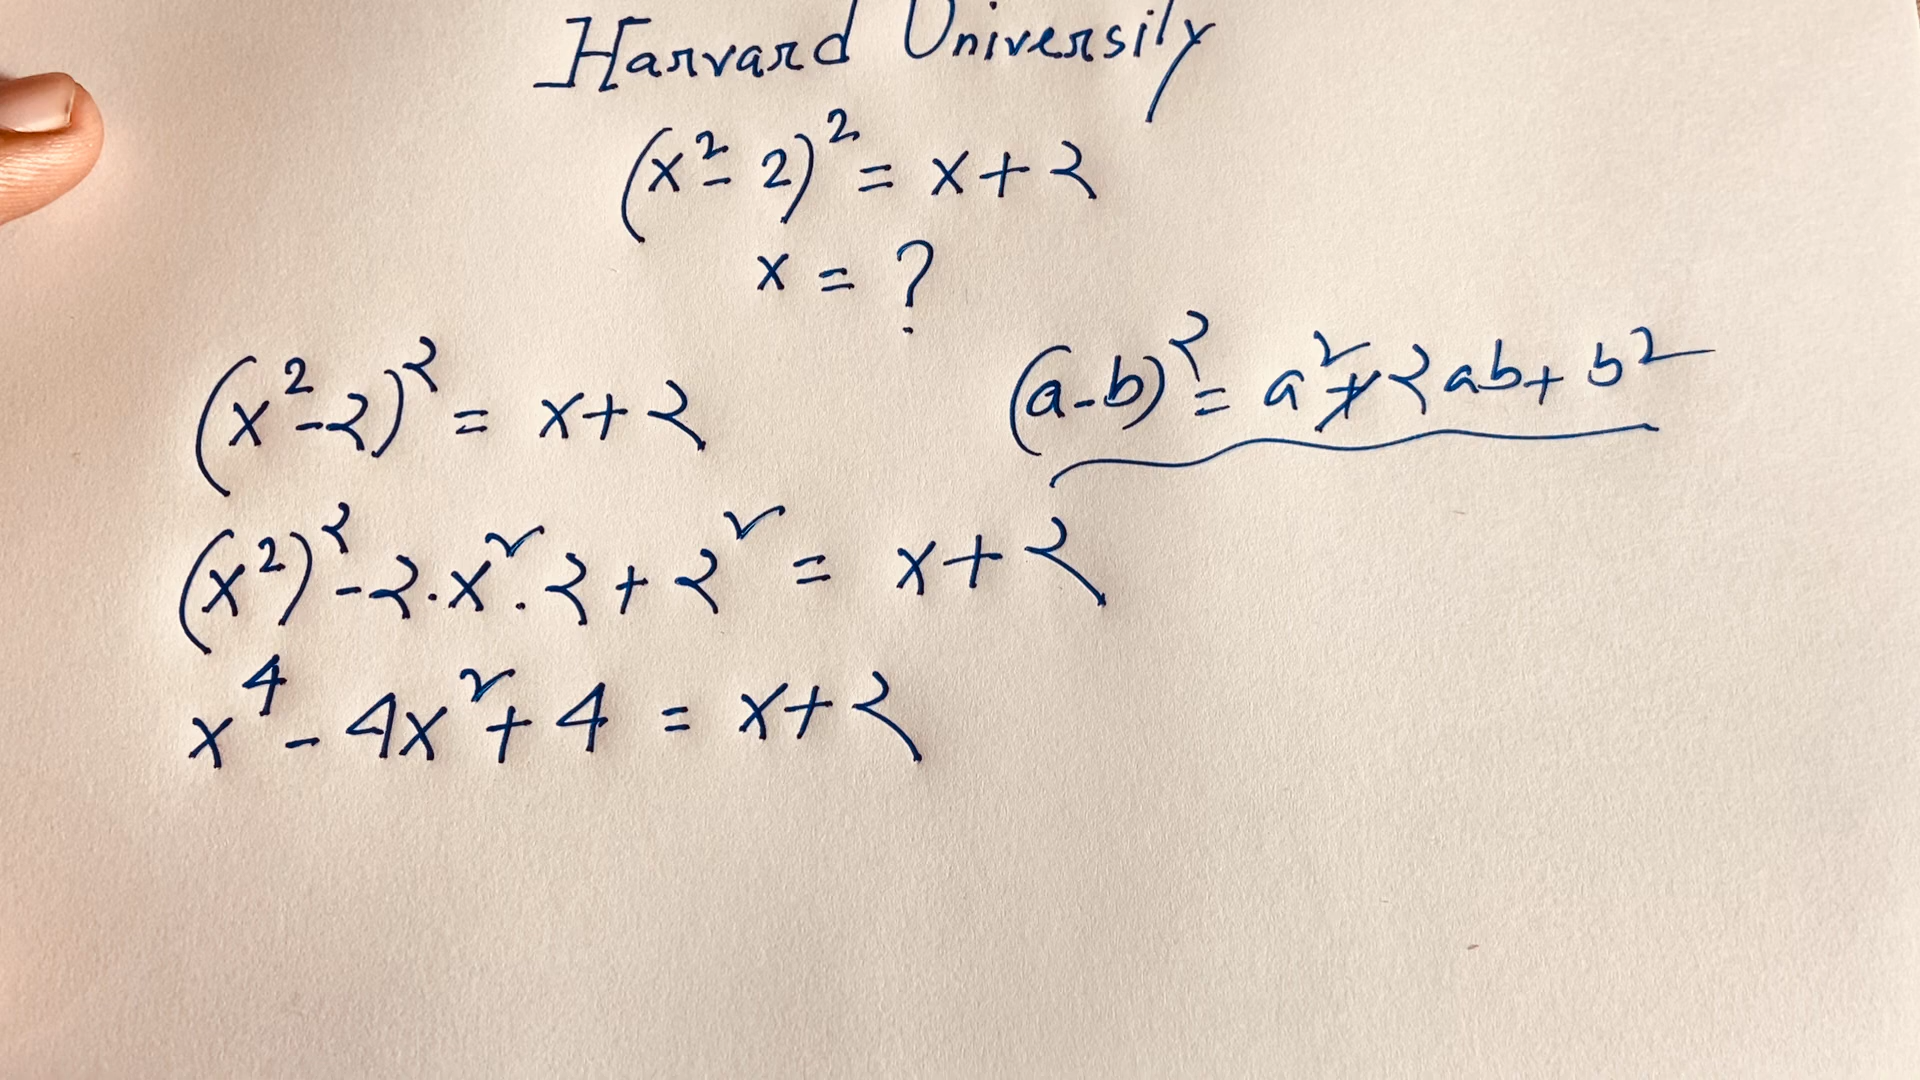 Harvard University
(x² - 2)² = x + 2
x = ?
(x² - 2)² = x + 2
(a - b)² = a² - 2ab + b²
(x²)² - 2 · x² · 2 + 2² = x + 2
x⁴ - 4x² + 4 = x + 2